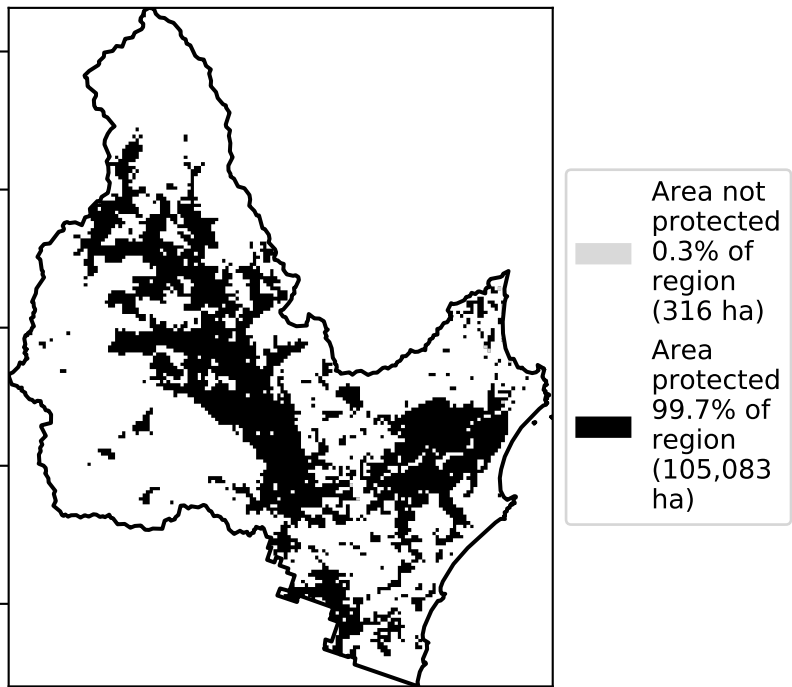 Area not
protected
0.3% of
region
(316 ha)
Area
protected
99.7% of
region
(105,083
ha)